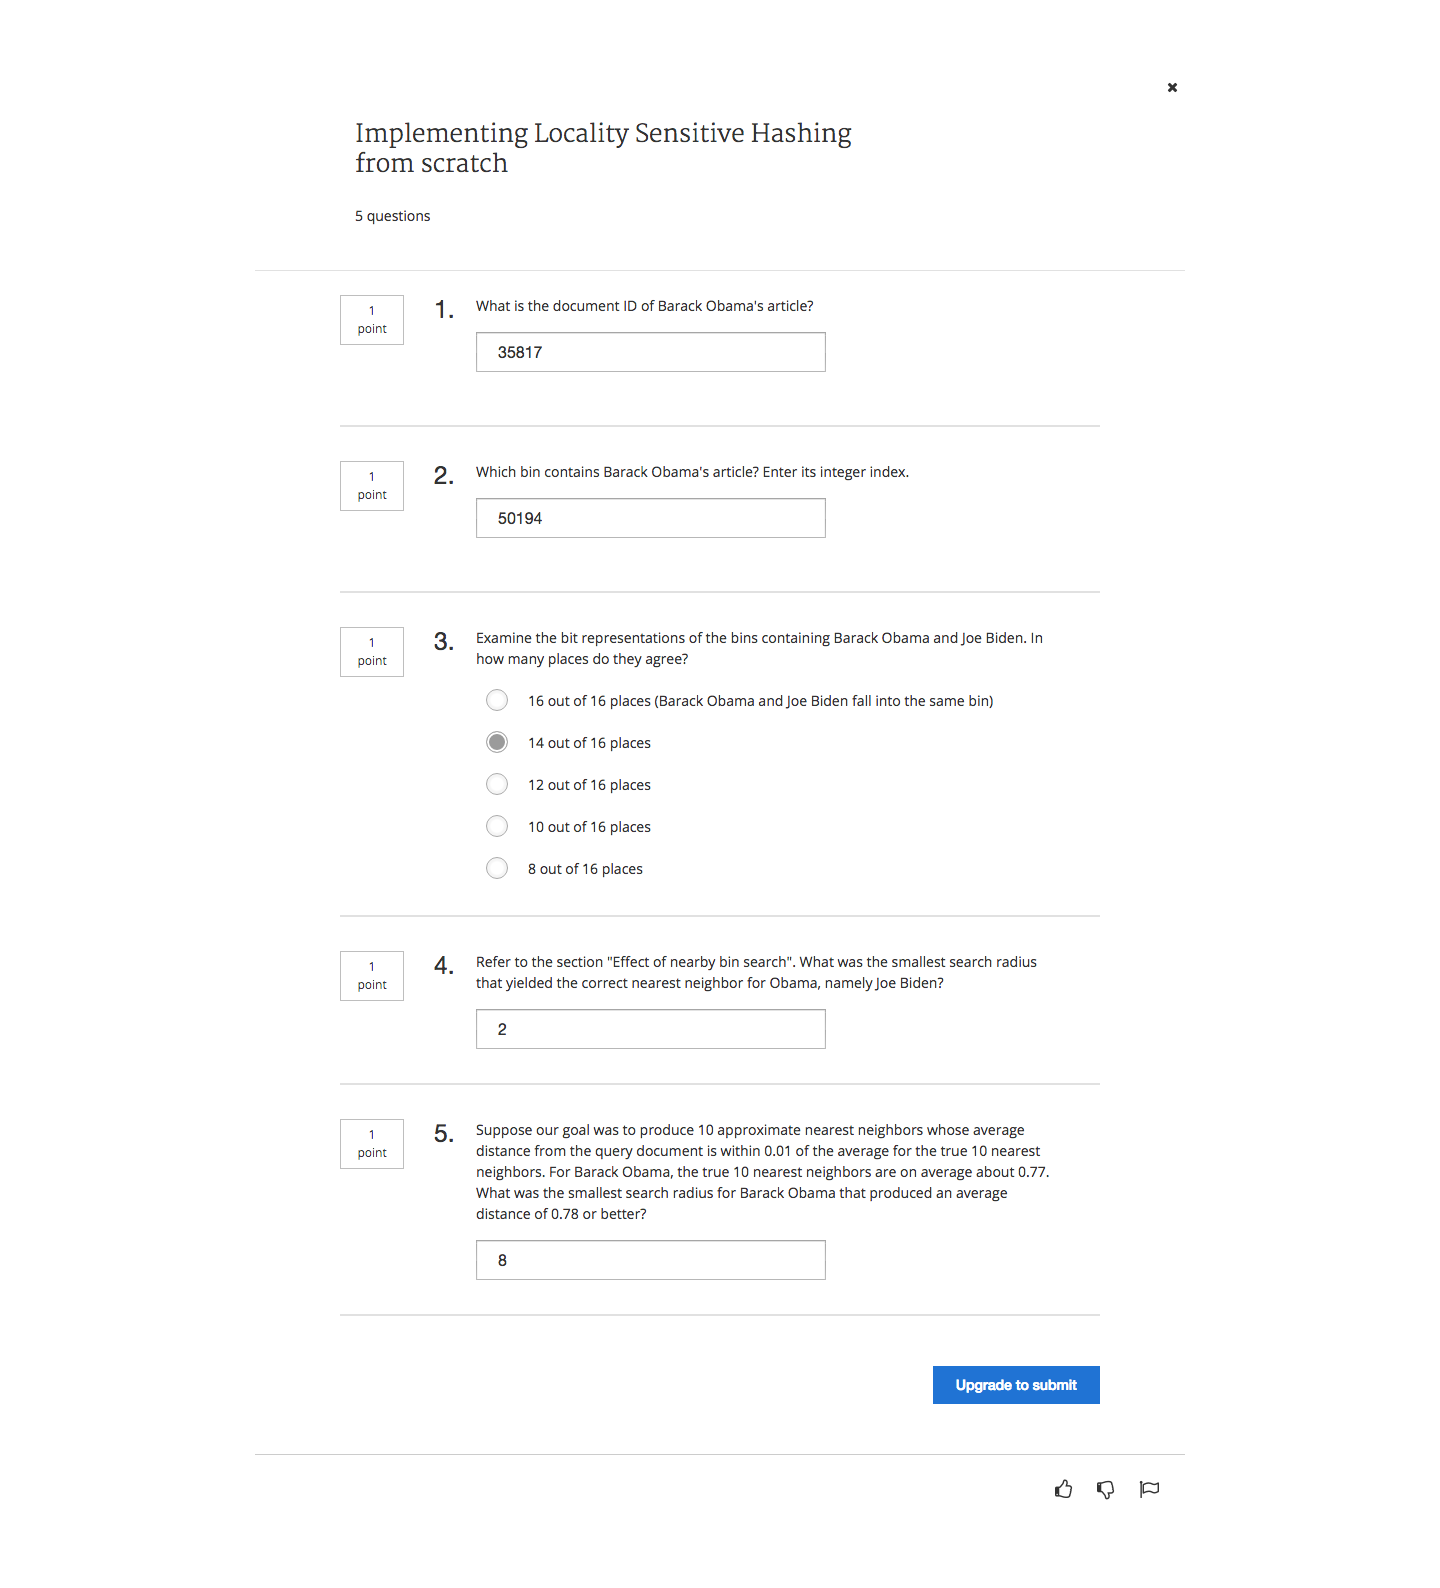 Implementing Locality Sensitive Hashing
from scratch
5 questions
1
point
1.
What is the document ID of Barack Obama's article?
35817
1
point
2.
Which bin contains Barack Obama's article? Enter its integer index.
50194
1
point
3.
Examine the bit representations of the bins containing Barack Obama and Joe Biden. In
how many places do they agree?
16 out of 16 places (Barack Obama and Joe Biden fall into the same bin)
14 out of 16 places
12 out of 16 places
10 out of 16 places
8 out of 16 places
1
point
4.
Refer to the section "Effect of nearby bin search". What was the smallest search radius
that yielded the correct nearest neighbor for Obama, namely Joe Biden?
2
1
point
5.
Suppose our goal was to produce 10 approximate nearest neighbors whose average
distance from the query document is within 0.01 of the average for the true 10 nearest
neighbors. For Barack Obama, the true 10 nearest neighbors are on average about 0.77.
What was the smallest search radius for Barack Obama that produced an average
distance of 0.78 or better?
8
Upgrade to submit